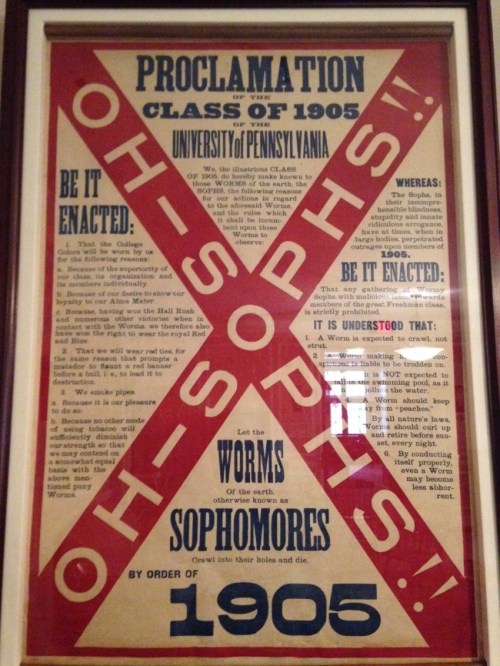 PROCLAMATION
OF THE
CLASS OF 1905
OF THE
UNIVERSITY of PENNSYLVANIA
We, the illustrious CLASS
OF 1905, do hereby make known to
those WORMS of the earth, the
SOPHS, the following reasons
for our actions in regard
to the aforesaid Worms,
and the rules which
it shall be incum-
bent upon these
Worms to
observe:
OH-SOPHS!!
OH-SOPHS!!
BE IT
ENACTED:
1. That the College
Colors will be worn by us
for the following reasons:
a. Because of the superiority of
our class, its organization and
its members individually.
b. Because of our desire to show our
loyalty to our Alma Mater.
c. Because, having won the Hall Rush
and numerous other victories when in
contact with the Worms, we therefore also
have won the right to wear the royal Red
and Blue.
2. That we will wear red ties, for
the same reason that prompts a
matador to flaunt a red banner
before a bull, i. e., to lead it to
destruction.
3. We smoke pipes.
a. Because it is our pleasure
to do so.
b. Because no other mode
of using tobacco will
sufficiently diminish
our strength so that
we may contend on
a somewhat equal
basis with the
above men-
tioned puny
Worms.
WHEREAS:
The Sophs, in
their incompre-
hensible blindness,
stupidity and innate
ridiculous arrogance,
have at times, when in
large bodies, perpetrated
outrages upon members of
1905.
BE IT ENACTED:
That any gathering of Wormy
Sophs with malicious towards
members of the great Freshman class,
is strictly prohibited.
IT IS UNDERSTOOD THAT:
1. A Worm is expected to crawl, not
strut.
2. A Worm making con-
is liable to be trodden on.
is NOT expected to
in the swimming pool, as it
the water.
A Worm should keep
from "peaches."
By all nature's laws,
Worms should curl up
and retire before sun-
set, every night.
6. By conducting
itself properly,
even a Worm
may become
less abhor-
rent.
Let the
WORMS
Of the earth,
otherwise known as
SOPHOMORES
Crawl into their holes and die.
BY ORDER OF
1905